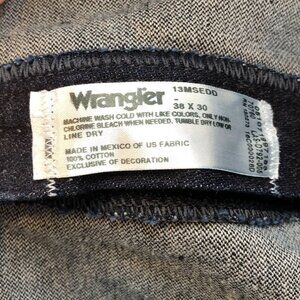 Wrangler
13MSEDD
-
38 X 30
MACHINE WASH COLD WITH LIKE COLORS, ONLY NON-
CHLORINE BLEACH WHEN NEEDED, TUMBLE DRY LOW OR
LINE DRY
MADE IN MEXICO OF US FABRIC
100% COTTON
EXCLUSIVE OF DECORATION